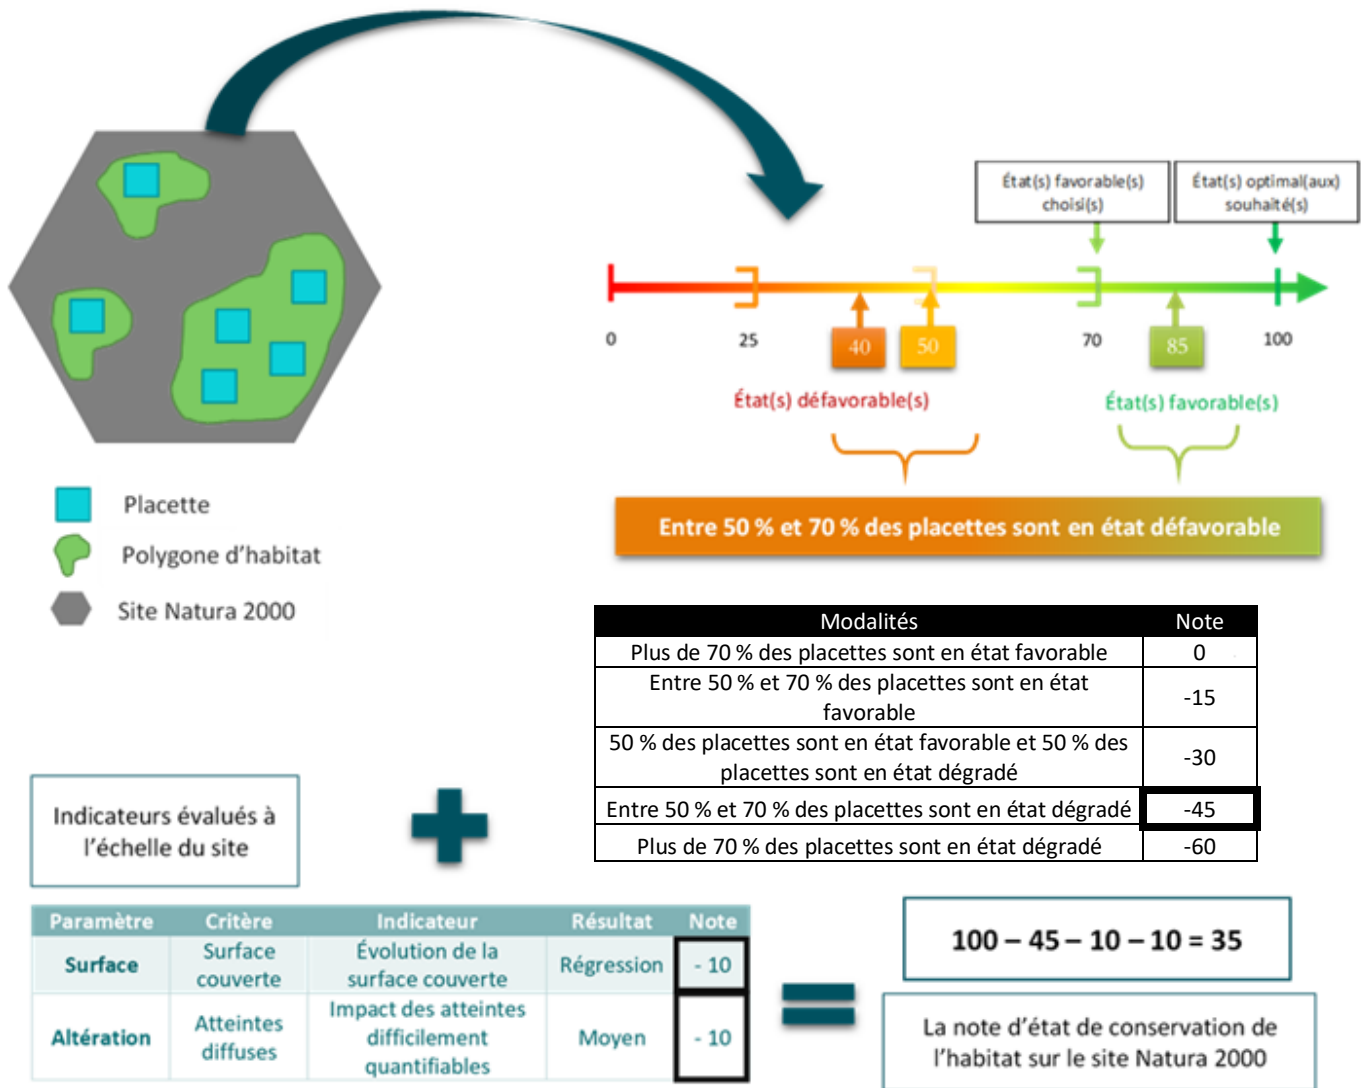 État(s) favorable(s)
choisi(s)
État(s) optimal(aux)
souhaité(s)
0
25
40
50
70
85
100
État(s) défavorable(s)
État(s) favorable(s)
Entre 50 % et 70 % des placettes sont en état défavorable
Placette
Polygone d'habitat
Site Natura 2000
Modalités Note
Plus de 70 % des placettes sont en état favorable 0
Entre 50 % et 70 % des placettes sont en état
favorable
-15
50 % des placettes sont en état favorable et 50 % des
placettes sont en état dégradé
-30
Entre 50 % et 70 % des placettes sont en état dégradé -45
Plus de 70 % des placettes sont en état dégradé -60
Indicateurs évalués à
l'échelle du site
Paramètre Critère Indicateur Résultat Note
Surface
Surface
couverte
Évolution de la
surface couverte
Régression
- 10
Altération
Atteintes
diffuses
Impact des atteintes
difficilement
quantifiables
Moyen
- 10
100 – 45 – 10 – 10 = 35
La note d'état de conservation de
l'habitat sur le site Natura 2000